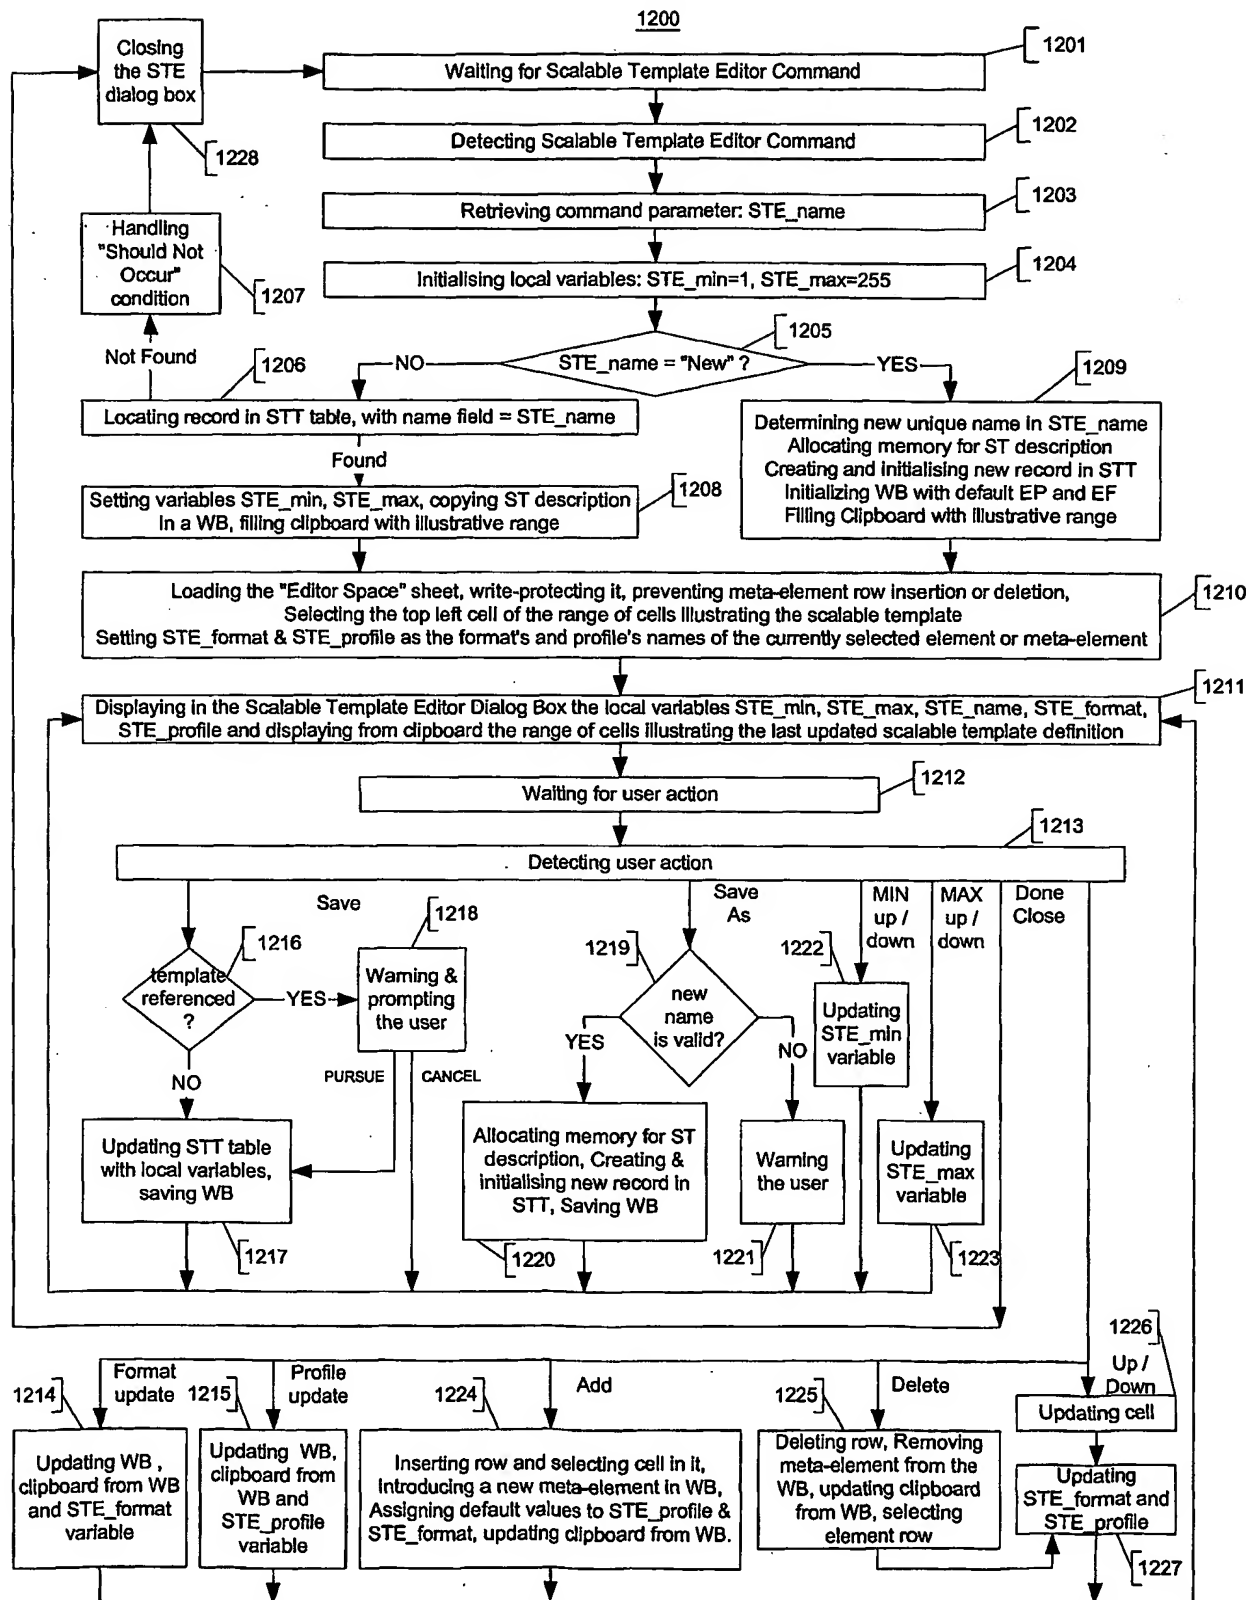 1200
Closing
the STE
dialog box
1228
Waiting for Scalable Template Editor Command
1201
Detecting Scalable Template Editor Command
1202
Retrieving command parameter: STE_name
1203
Initialising local variables: STE_min=1, STE_max=255
1204
Handling
"Should Not
Occur"
condition
1207
Not Found
1206
NO
STE_name = "New" ?
1205
YES
1209
Locating record in STT table, with name field = STE_name
Found
Setting variables STE_min, STE_max, copying ST description
in a WB, filling clipboard with illustrative range
1208
Determining new unique name in STE_name
Allocating memory for ST description
Creating and initialising new record in STT
Initializing WB with default EP and EF
Filling Clipboard with illustrative range
Loading the "Editor Space" sheet, write-protecting it, preventing meta-element row insertion or deletion,
Selecting the top left cell of the range of cells illustrating the scalable template
Setting STE_format & STE_profile as the format's and profile's names of the currently selected element or meta-element
1210
Displaying in the Scalable Template Editor Dialog Box the local variables STE_min, STE_max, STE_name, STE_format,
STE_profile and displaying from clipboard the range of cells illustrating the last updated scalable template definition
1211
Waiting for user action
1212
Detecting user action
1213
Save
Save
As
MIN
up /
down
MAX
up /
down
Done
Close
1216
template
referenced
?
YES
NO
1218
Warning &
prompting
the user
PURSUE
CANCEL
Updating STT table
with local variables,
saving WB
1217
1219
new
name
is valid?
YES
NO
Allocating memory for ST
description, Creating &
initialising new record in
STT, Saving WB
1220
Warning
the user
1221
1222
Updating
STE_min
variable
Updating
STE_max
variable
1223
Format
update
1214
Updating WB ,
clipboard from WB
and STE_format
variable
Profile
update
1215
Updating WB,
clipboard from
WB and
STE_profile
variable
Add
1224
Inserting row and selecting cell in it,
Introducing a new meta-element in WB,
Assigning default values to STE_profile &
STE_format, updating clipboard from WB.
Delete
1225
Deleting row, Removing
meta-element from the
WB, updating clipboard
from WB, selecting
element row
1226
Up /
Down
Updating cell
Updating
STE_format and
STE_profile
1227